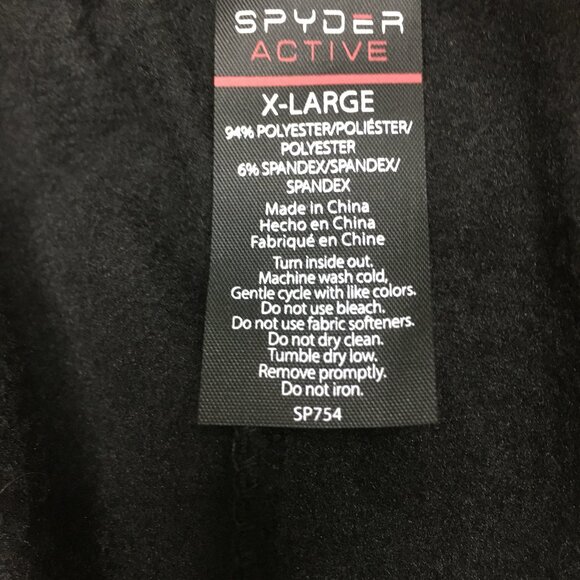 SPYDER
ACTIVE
X-LARGE
94% POLYESTER/POLIÉSTER/
POLYESTER
6% SPANDEX/SPANDEX/
SPANDEX
Made in China
Hecho en China
Fabriqué en Chine
Turn inside out.
Machine wash cold,
Gentle cycle with like colors.
Do not use bleach.
Do not use fabric softeners.
Do not dry clean.
Tumble dry low.
Remove promptly.
Do not iron.
SP754